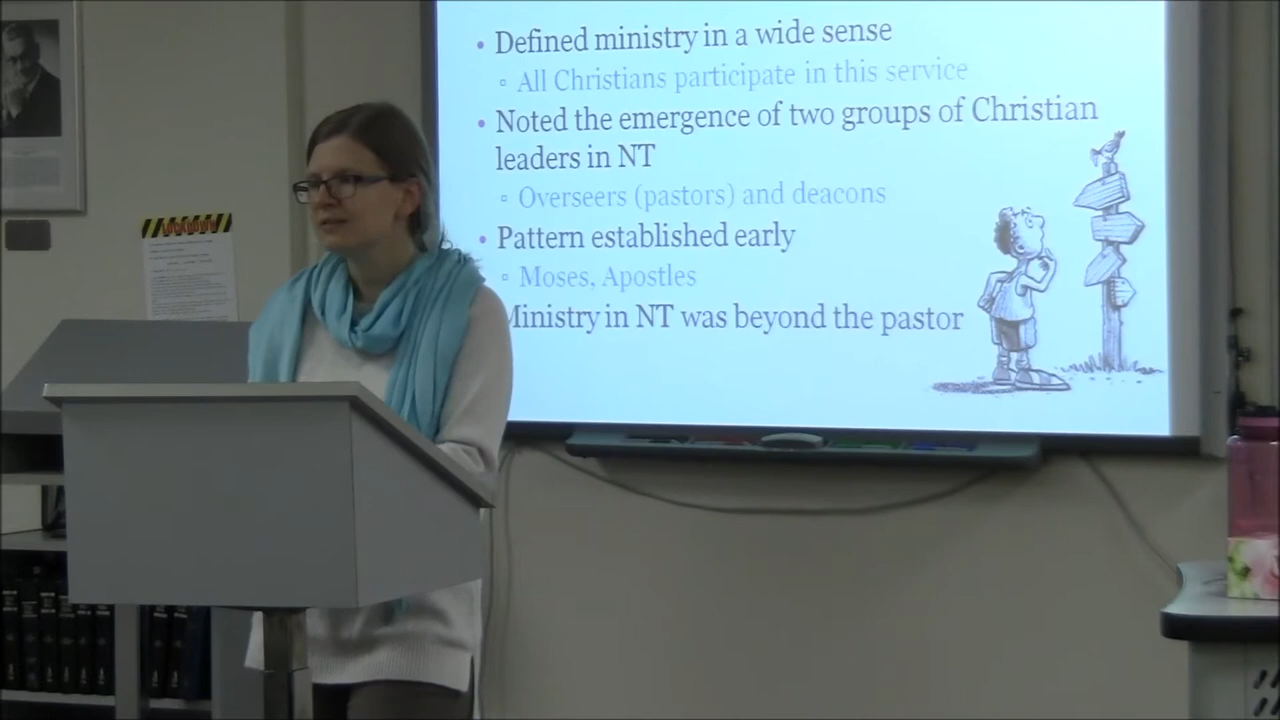 • Defined ministry in a wide sense
▫ All Christians participate in this service
• Noted the emergence of two groups of Christian
leaders in NT
▫ Overseers (pastors) and deacons
• Pattern established early
▫ Moses, Apostles
Ministry in NT was beyond the pastor
LOCKDOWN